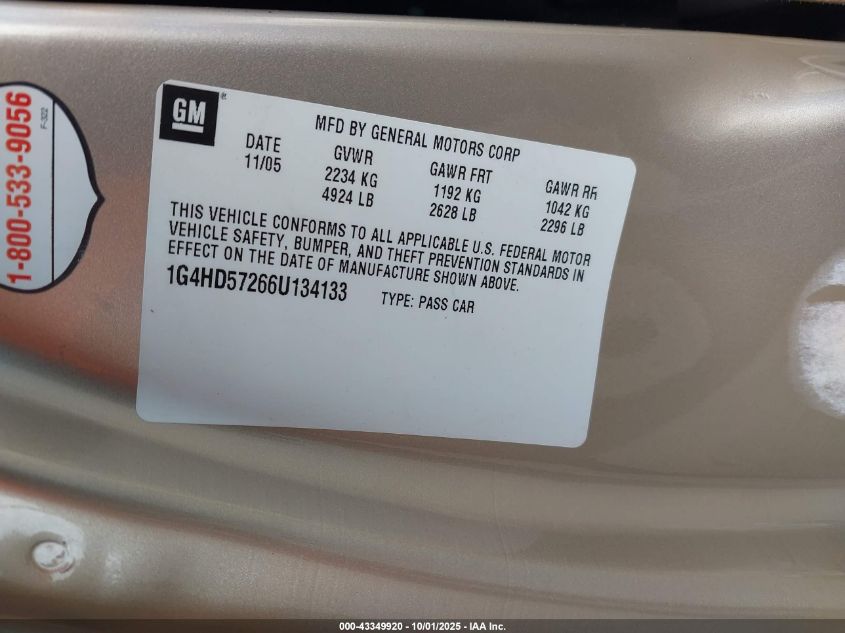 1-800-533-9056
F-322
GM®
MFD BY GENERAL MOTORS CORP
DATE GVWR GAWR FRT GAWR RR
11/05 2234 KG 1192 KG 1042 KG
4924 LB 2628 LB 2296 LB
THIS VEHICLE CONFORMS TO ALL APPLICABLE U.S. FEDERAL MOTOR
VEHICLE SAFETY, BUMPER, AND THEFT PREVENTION STANDARDS IN
EFFECT ON THE DATE OF MANUFACTURE SHOWN ABOVE.
1G4HD57266U134133 TYPE: PASS CAR
000-43349920 - 10/01/2025 - IAA Inc.